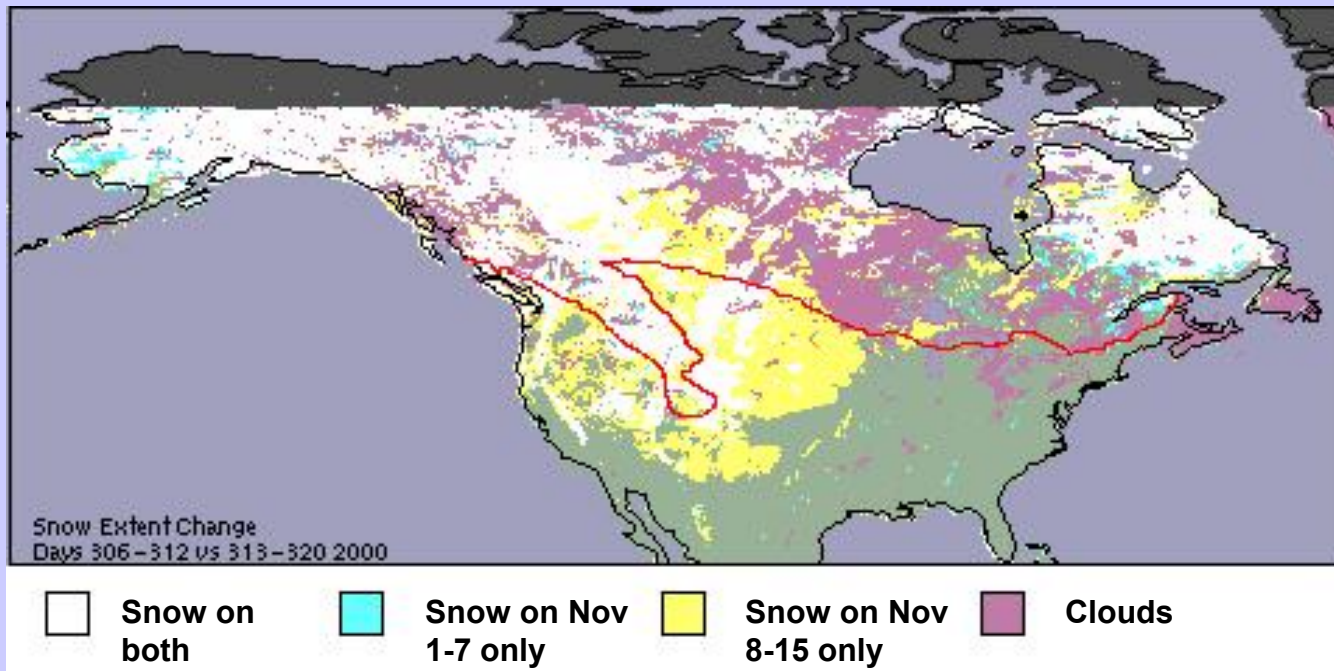 Snow Extent Change
Days 306-312 vs 313-320 2000
Snow on both
Snow on Nov 1-7 only
Snow on Nov 8-15 only
Clouds